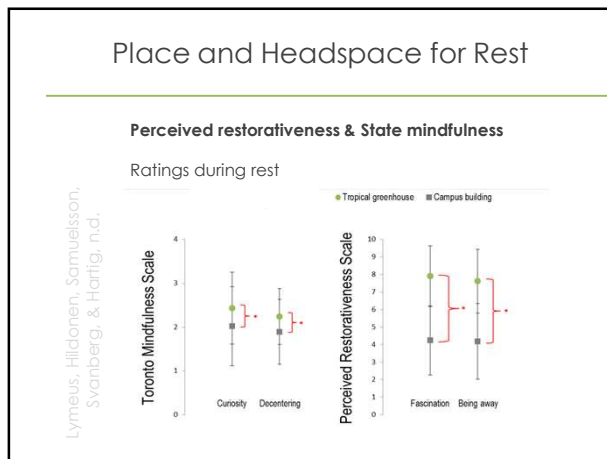 Place and Headspace for Rest
Perceived restorativeness & State mindfulness
Ratings during rest
Lymeus, Hildonen, Samuelsson,
Svanberg, & Hartig, n.d.
Tropical greenhouse Campus building
Toronto Mindfulness Scale
4
3
2
1
0
Curiosity Decentering
Perceived Restorativeness Scale
10
9
8
7
6
5
4
3
2
1
0
Fascination Being away